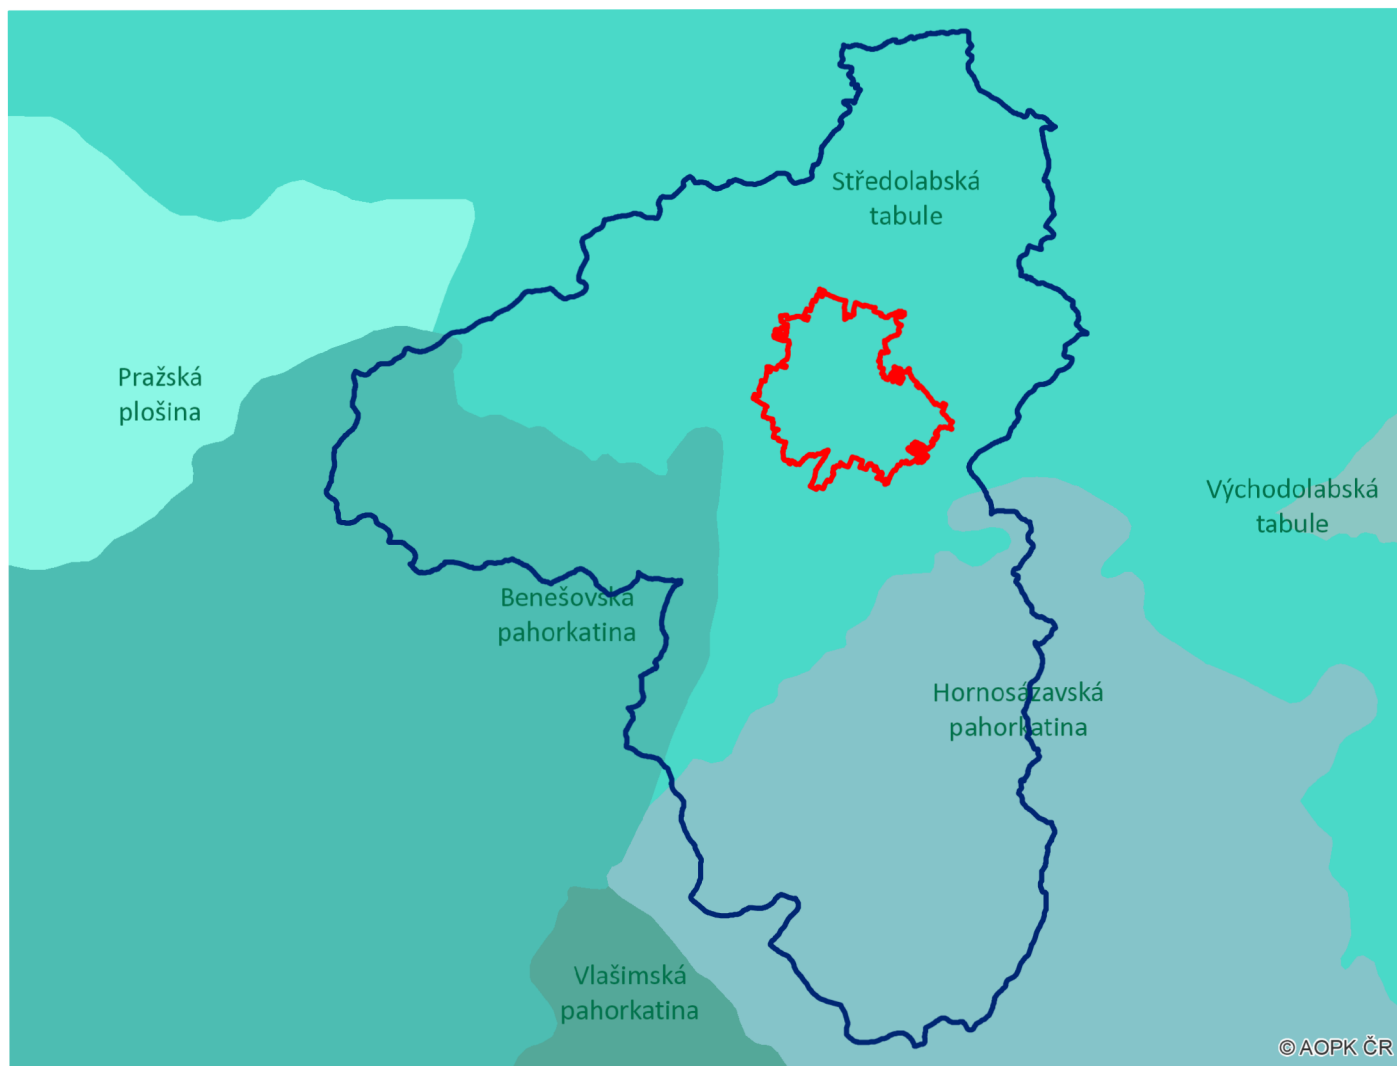 Středolabská
tabule
Pražská
plošina
Východolabská
tabule
Benešovská
pahorkatina
Hornosázavská
pahorkatina
Vlašimská
pahorkatina
© AOPK ČR